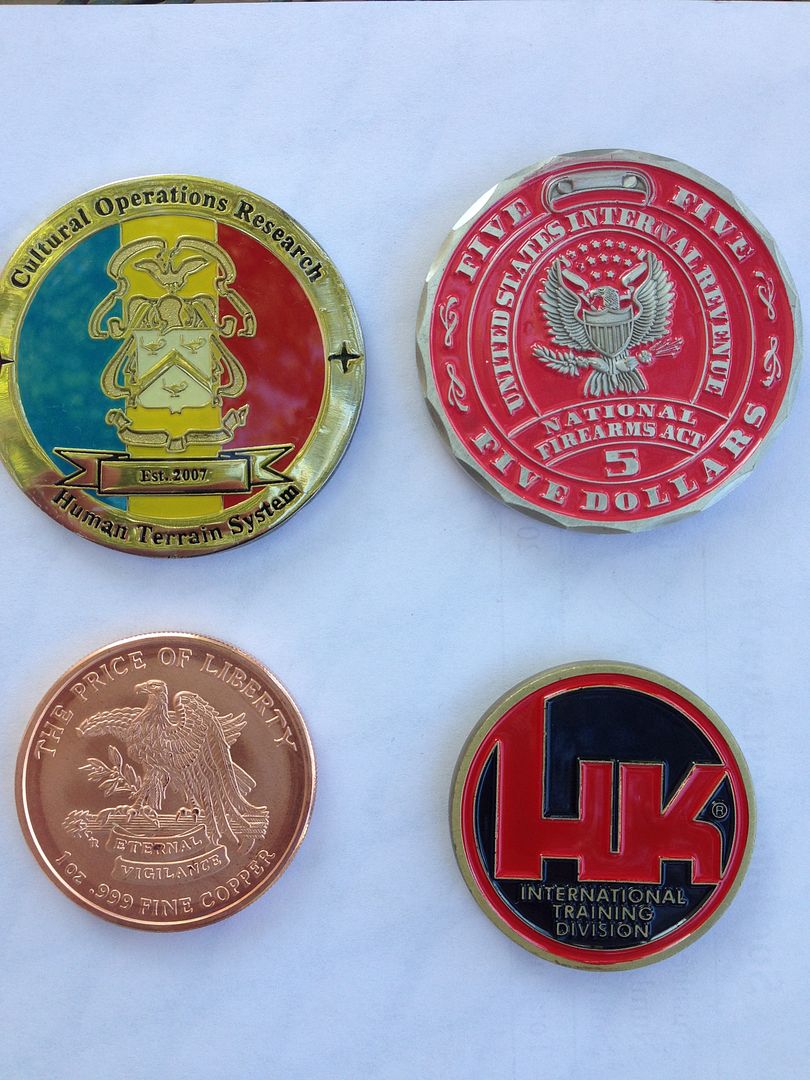 Cultural Operations Research
Est. 2007
Human Terrain System
FIVE FIVE
UNITED STATES INTERNAL REVENUE
NATIONAL
FIREARMS ACT
5
FIVE DOLLARS
THE PRICE OF LIBERTY
ETERNAL
VIGILANCE
1 OZ .999 FINE COPPER
HK®
INTERNATIONAL
TRAINING
DIVISION